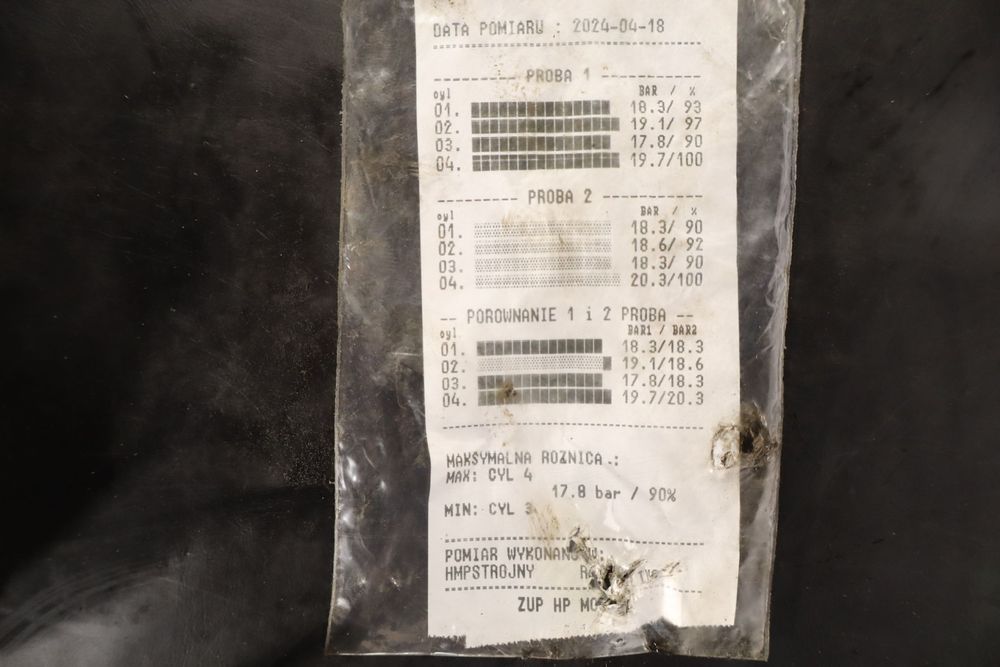 DATA POMIARU : 2024-04-18
PROBA 1
cyl BAR / %
01. 18.3/ 93
02. 19.1/ 97
03. 17.8/ 90
04. 19.7/100
PROBA 2
cyl BAR / %
01. 18.3/ 90
02. 18.6/ 92
03. 18.3/ 90
04. 20.3/100
-- POROWNANIE 1 i 2 PROBA --
cyl BAR1 / BAR2
01. 18.3/18.3
02. 19.1/18.6
03. 17.8/18.3
04. 19.7/20.3
MAKSYMALNA ROZNICA.:
MAX: CYL 4
17.8 bar / 90%
MIN: CYL 3
POMIAR WYKONANO W:
HMPSTROJNY
ZUP HP